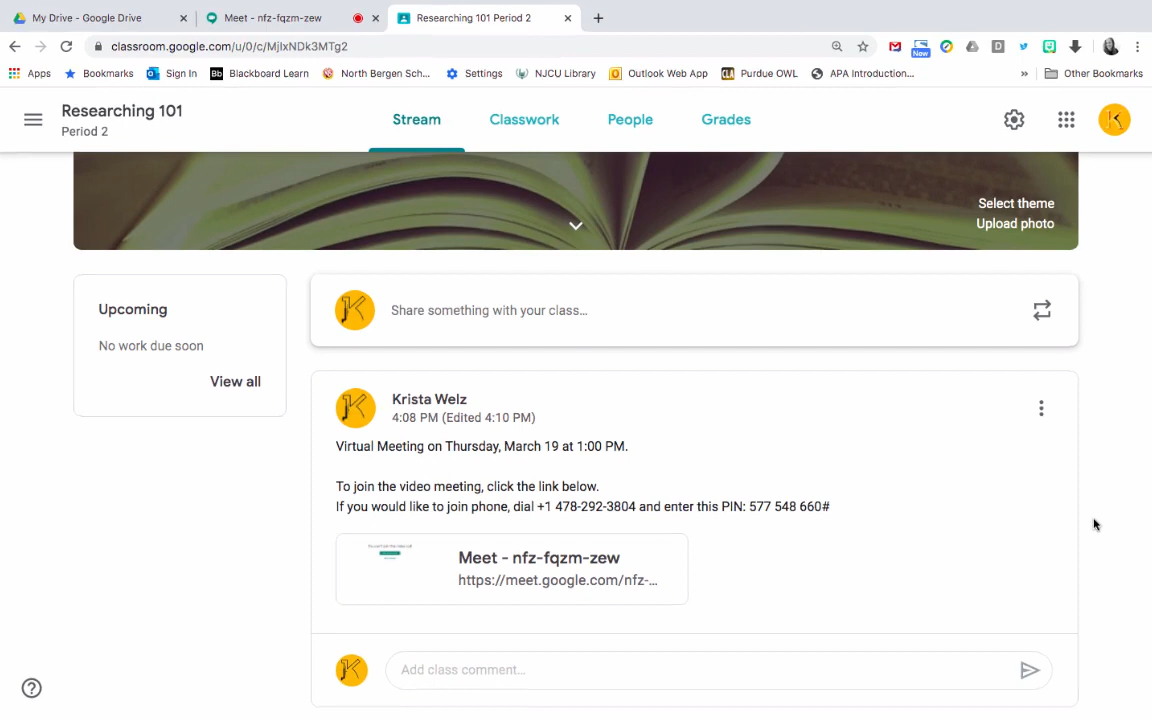 My Drive - Google Drive
Meet - nfz-fqzm-zew
Researching 101 Period 2
classroom.google.com/u/0/c/MjIxNDk3MTg2
New
Apps
Bookmarks
Sign In
Bb Blackboard Learn
North Bergen Sch...
Settings
NJCU Library
Outlook Web App
Purdue OWL
APA Introduction...
»
Other Bookmarks
Researching 101
Period 2
Stream
Classwork
People
Grades
Select theme
Upload photo
Upcoming
No work due soon
View all
Share something with your class...
Krista Welz
4:08 PM (Edited 4:10 PM)
Virtual Meeting on Thursday, March 19 at 1:00 PM.
To join the video meeting, click the link below.
If you would like to join phone, dial +1 478-292-3804 and enter this PIN: 577 548 660#
Meet - nfz-fqzm-zew
https://meet.google.com/nfz-...
Add class comment...